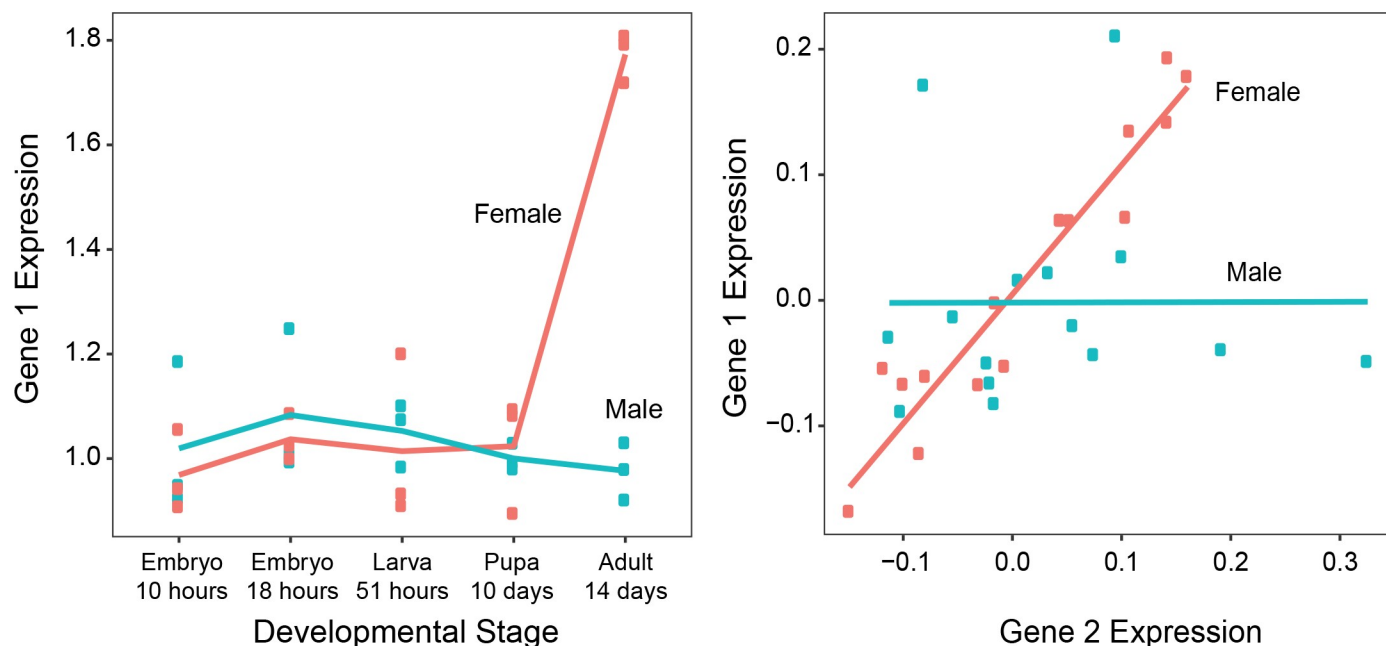 Gene 1 Expression
1.8
1.6
1.4
1.2
1.0
Female
Male
Embryo
10 hours
Embryo
18 hours
Larva
51 hours
Pupa
10 days
Adult
14 days
Developmental Stage
Gene 1 Expression
0.2
0.1
0.0
−0.1
Female
Male
−0.1
0.0
0.1
0.2
0.3
Gene 2 Expression